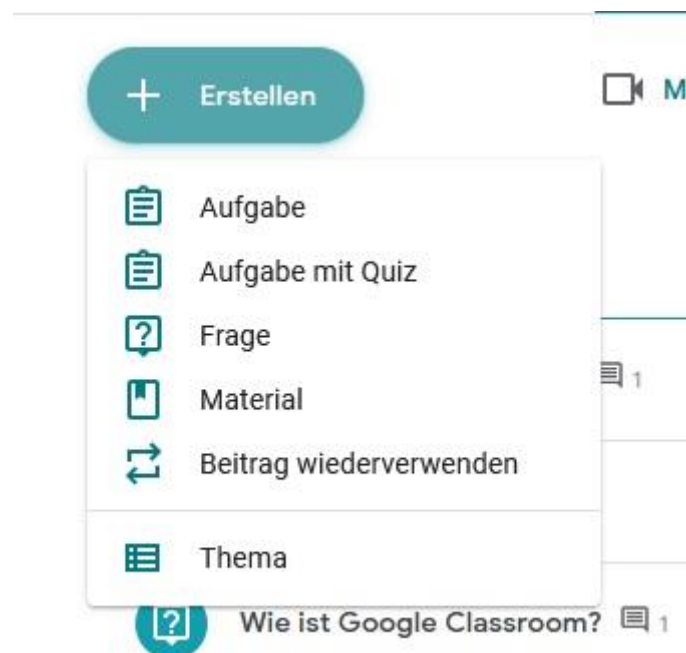 Erstellen
M
Aufgabe
Aufgabe mit Quiz
Frage
Material
1
Beitrag wiederverwenden
Thema
Wie ist Google Classroom? 1